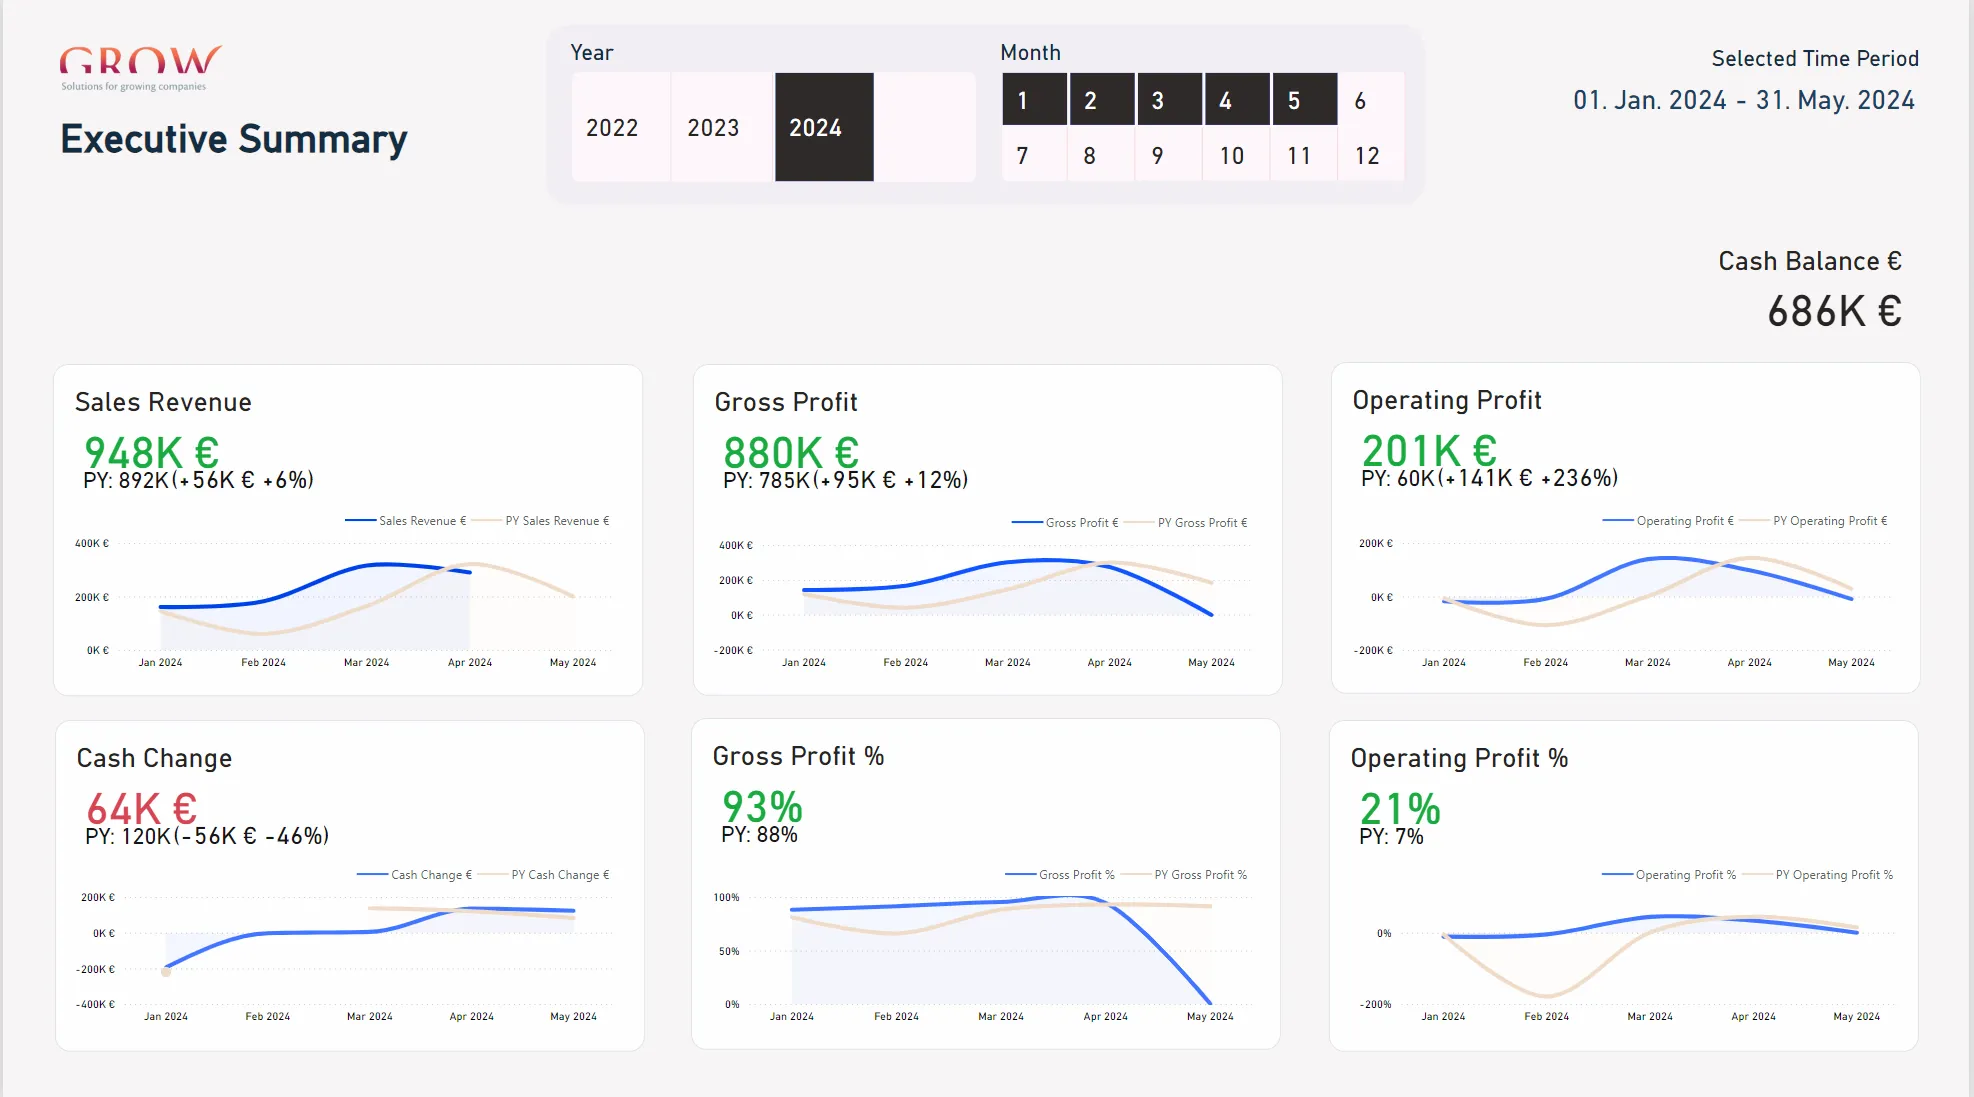 GROW
Solutions for growing companies
Executive Summary
Year
2022 2023 2024
Month
1 2 3 4 5 6
7 8 9 10 11 12
Selected Time Period
01. Jan. 2024 - 31. May. 2024
Cash Balance €
686K €
Sales Revenue
948K €
PY: 892K(+56K € +6%)
Sales Revenue € PY Sales Revenue €
400K €
200K €
0K €
Jan 2024 Feb 2024 Mar 2024 Apr 2024 May 2024
Gross Profit
880K €
PY: 785K(+95K € +12%)
Gross Profit € PY Gross Profit €
400K €
200K €
0K €
-200K €
Jan 2024 Feb 2024 Mar 2024 Apr 2024 May 2024
Operating Profit
201K €
PY: 60K(+141K € +236%)
Operating Profit € PY Operating Profit €
200K €
0K €
-200K €
Jan 2024 Feb 2024 Mar 2024 Apr 2024 May 2024
Cash Change
64K €
PY: 120K(-56K € -46%)
Cash Change € PY Cash Change €
200K €
0K €
-200K €
-400K €
Jan 2024 Feb 2024 Mar 2024 Apr 2024 May 2024
Gross Profit %
93%
PY: 88%
Gross Profit % PY Gross Profit %
100%
50%
0%
Jan 2024 Feb 2024 Mar 2024 Apr 2024 May 2024
Operating Profit %
21%
PY: 7%
Operating Profit % PY Operating Profit %
0%
-200%
Jan 2024 Feb 2024 Mar 2024 Apr 2024 May 2024